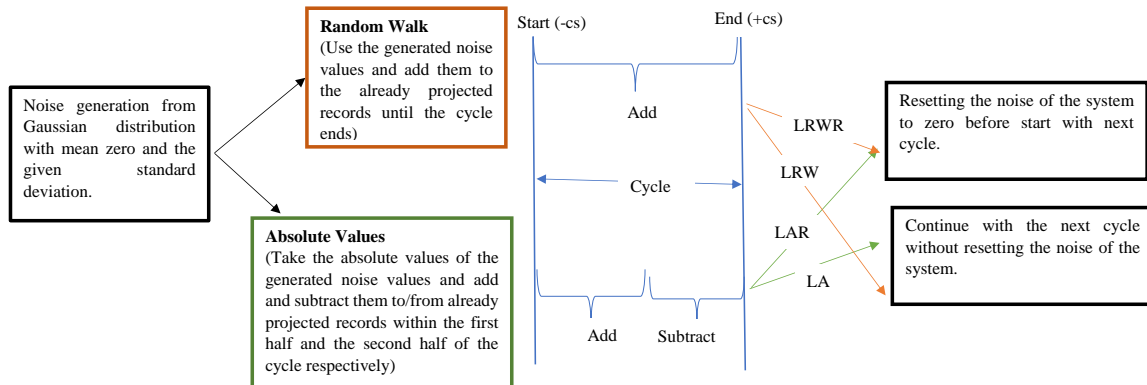 Noise generation from
Gaussian distribution
with mean zero and the
given standard
deviation.
Random Walk
(Use the generated noise
values and add them to
the already projected
records until the cycle
ends)
Absolute Values
(Take the absolute values of the
generated noise values and add
and subtract them to/from already
projected records within the first
half and the second half of the
cycle respectively)
Start (-cs)
End (+cs)
Add
Cycle
Add
Subtract
LRWR
LRW
LAR
LA
Resetting the noise of the system
to zero before start with next
cycle.
Continue with the next cycle
without resetting the noise of the
system.